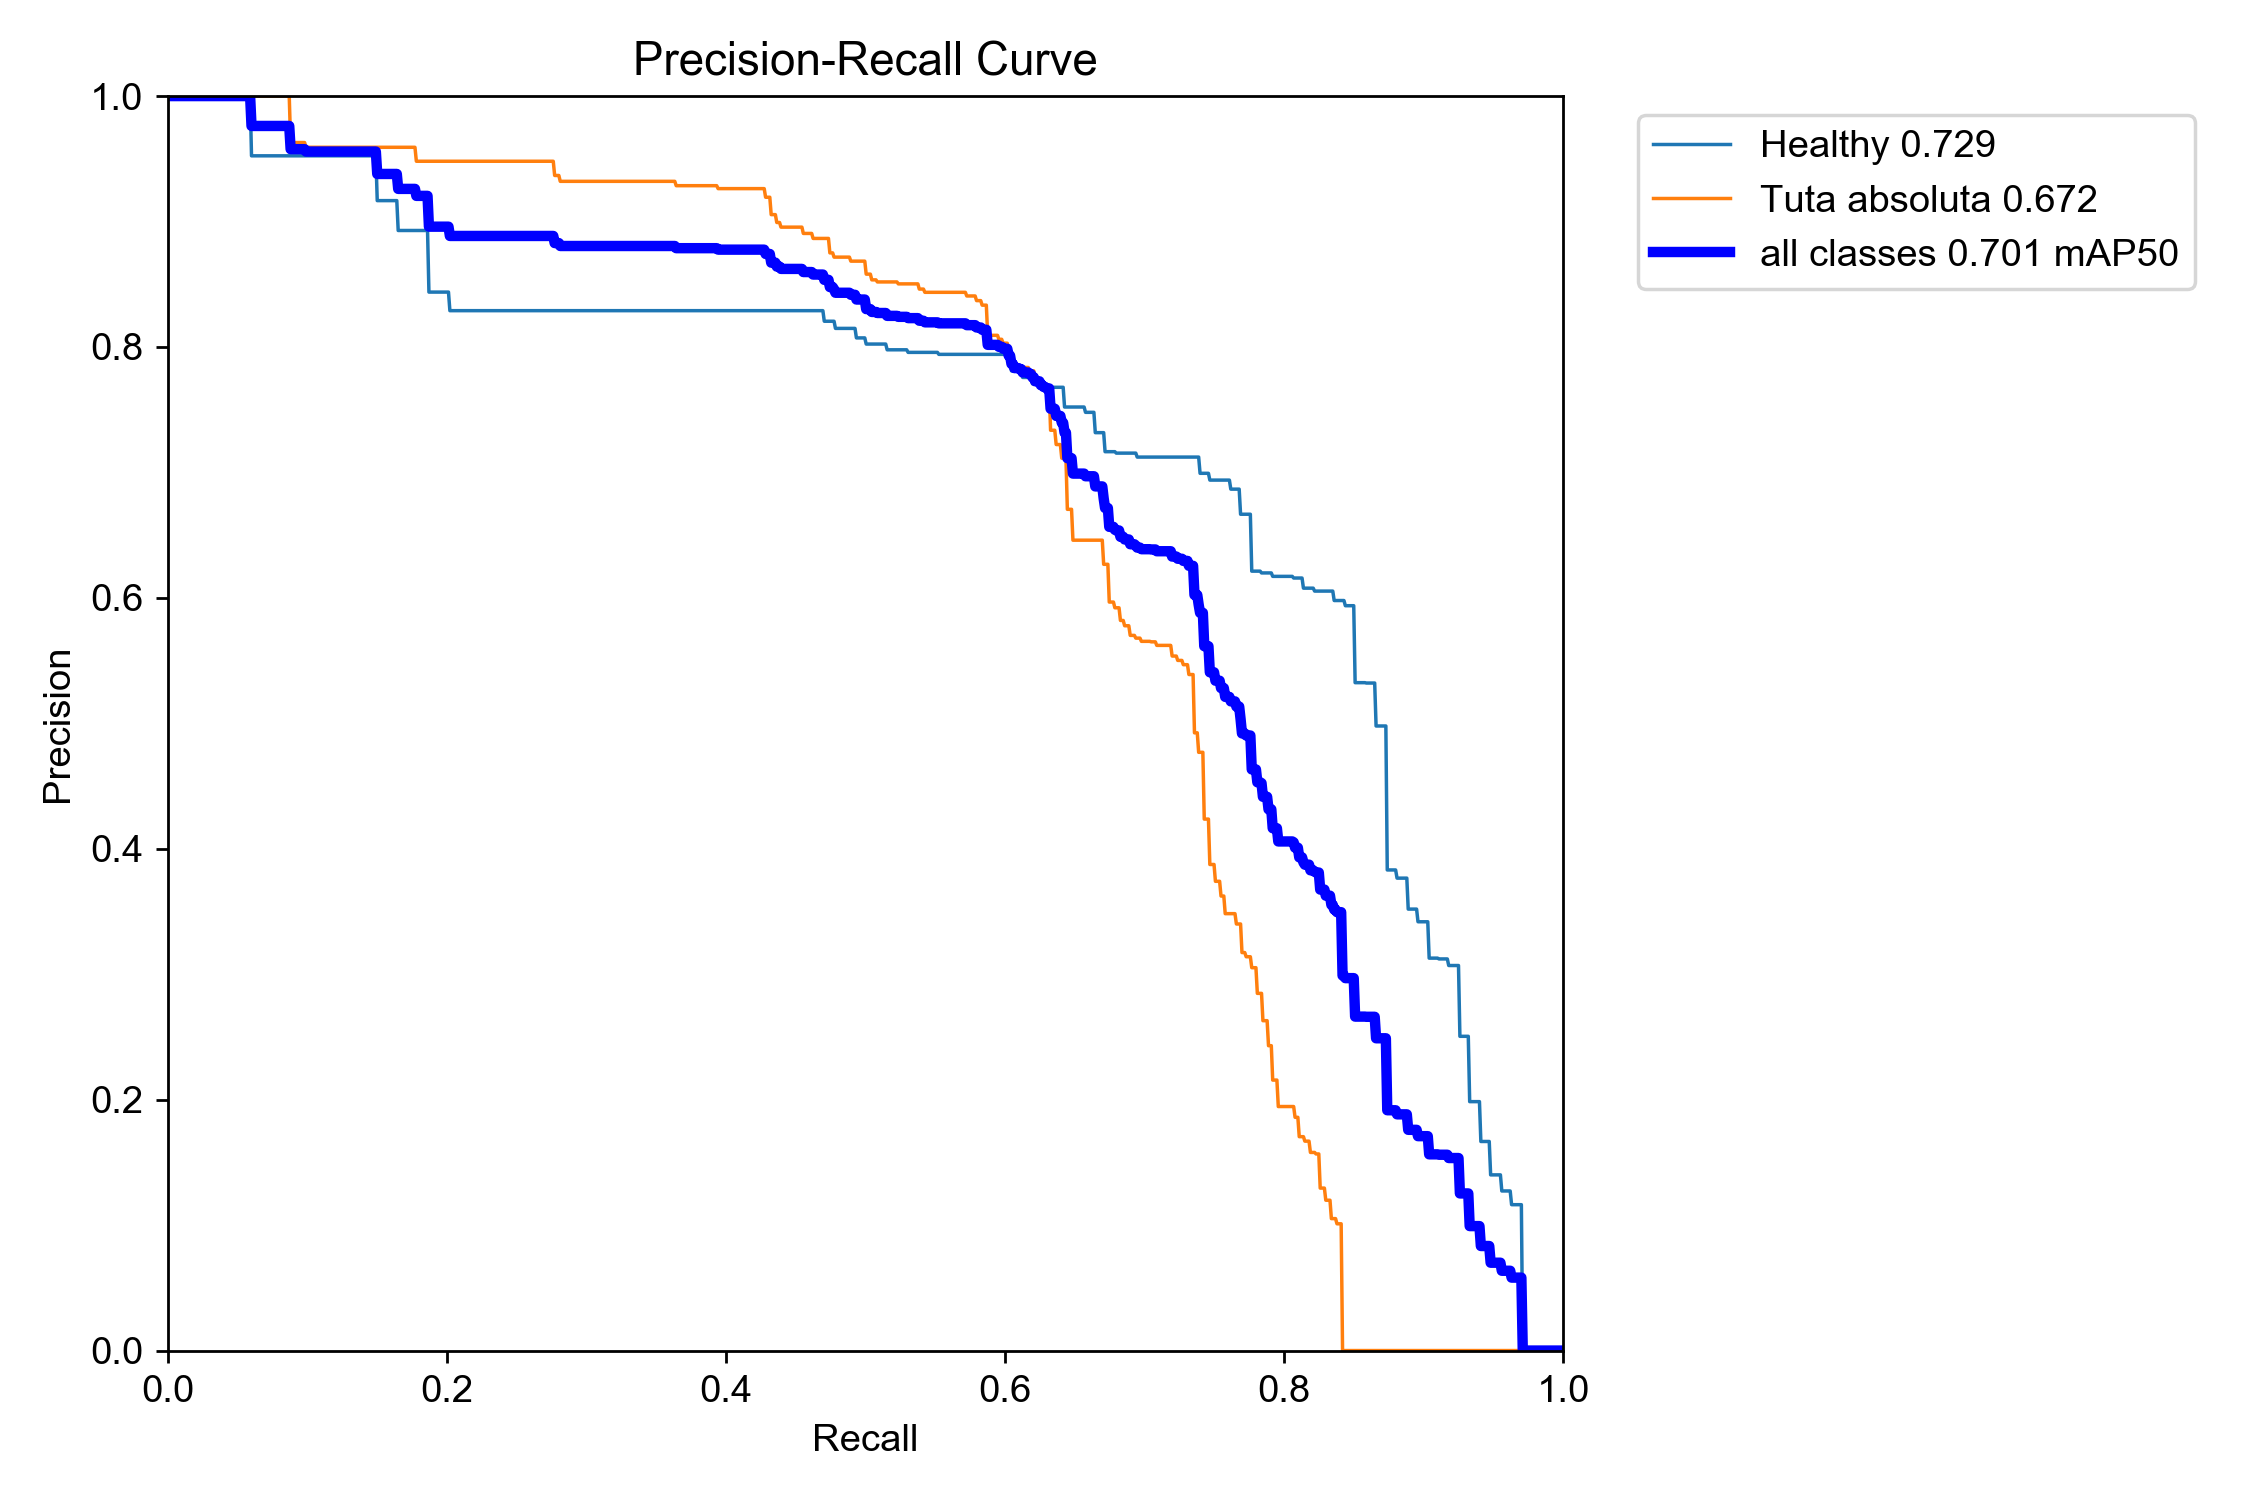 Precision-Recall Curve
Healthy 0.729
Tuta absoluta 0.672
all classes 0.701 mAP50
Precision
1.0
0.8
0.6
0.4
0.2
0.0
0.0 0.2 0.4 0.6 0.8 1.0
Recall